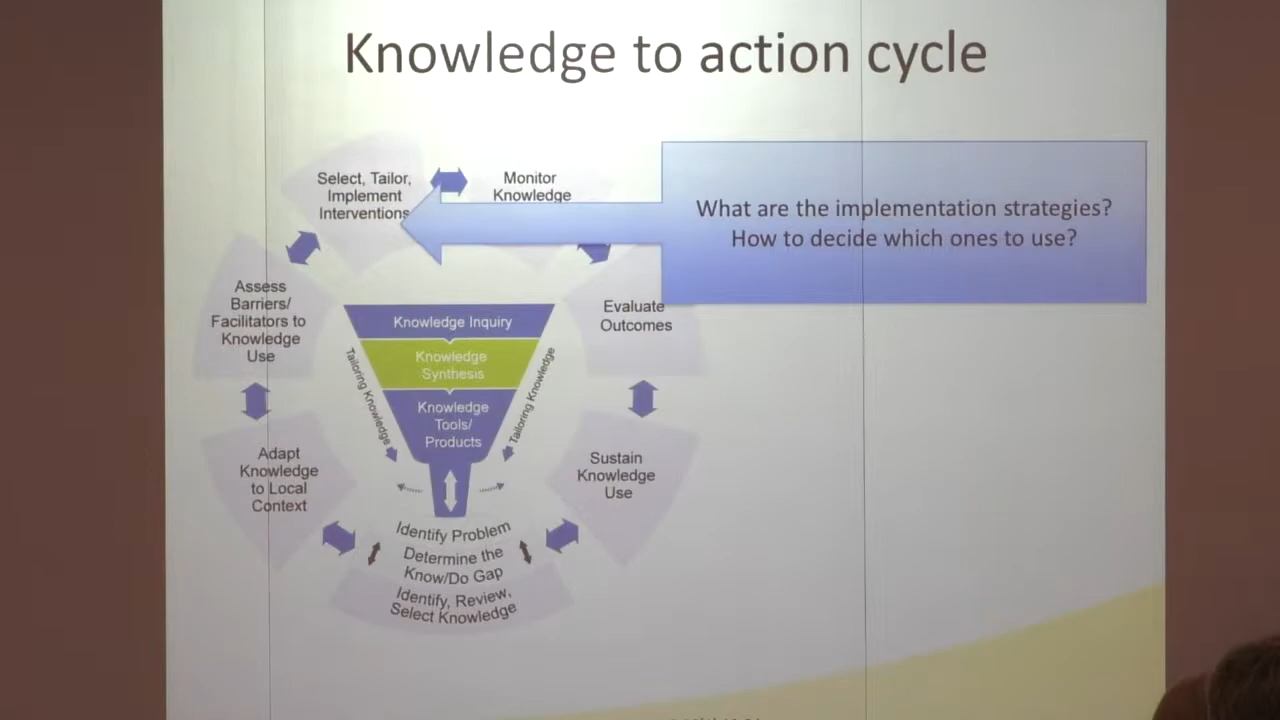 Knowledge to action cycle
Select, Tailor,
Implement
Interventions
Monitor
Knowledge
What are the implementation strategies?
How to decide which ones to use?
Assess
Barriers/
Facilitators to
Knowledge
Use
Evaluate
Outcomes
Knowledge Inquiry
Knowledge
Synthesis
Knowledge
Tools/
Products
Tailoring Knowledge
Tailoring Knowledge
Adapt
Knowledge
to Local
Context
Sustain
Knowledge
Use
Identify Problem
Determine the
Know/Do Gap
Identify, Review,
Select Knowledge